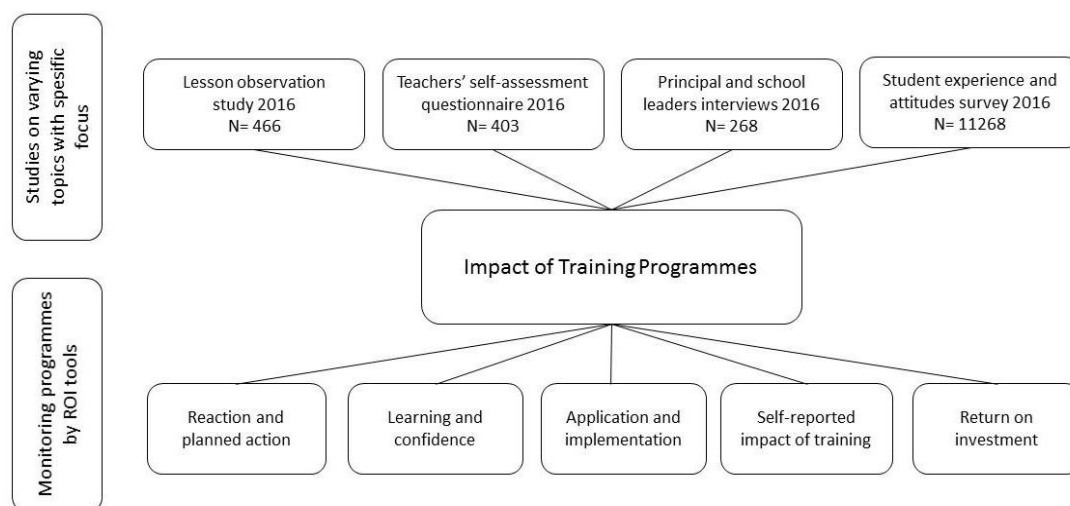 Studies on varying
topics with spesific
focus
Lesson observation
study 2016
N= 466
Teachers' self-assessment
questionnaire 2016
N= 403
Principal and school
leaders interviews 2016
N= 268
Student experience and
attitudes survey 2016
N= 11268
Impact of Training Programmes
Monitoring programmes
by ROI tools
Reaction and
planned action
Learning and
confidence
Application and
implementation
Self-reported
impact of training
Return on
investment